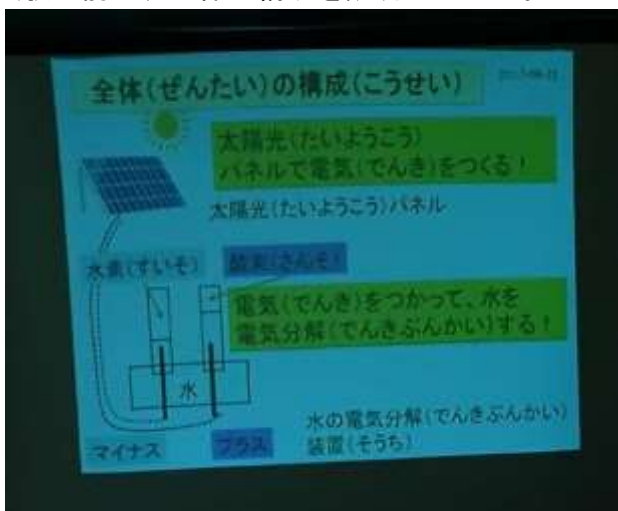 全体(ぜんたい)の構成(こうせい)
太陽光(たいようこう)
パネルで電気(でんき)をつくる!
太陽光(たいようこう)パネル
水素(すいそ)
酸素(さんそ)
電気(でんき)をつかって、水を
電気分解(でんきぶんかい)する!
水
水の電気分解(でんきぶんかい)
装置(そうち)
マイナス
プラス